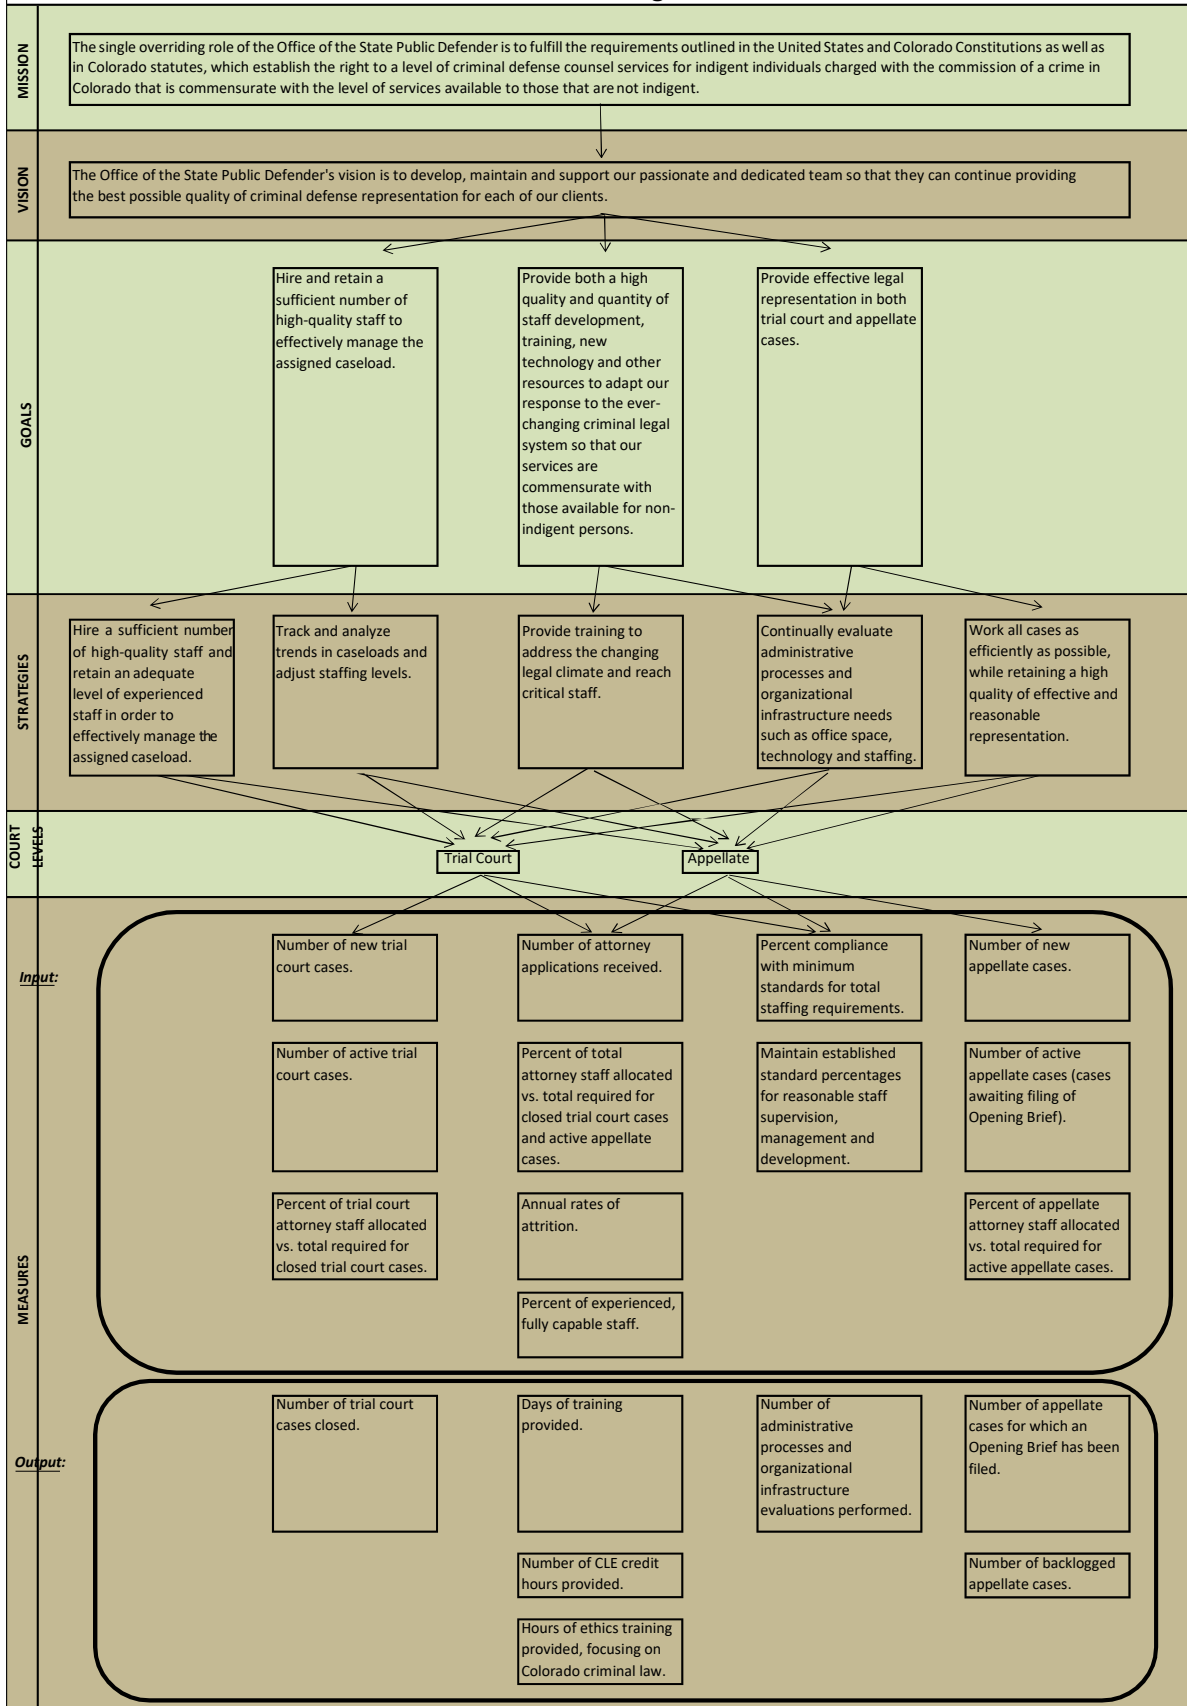 MISSION
The single overriding role of the Office of the State Public Defender is to fulfill the requirements outlined in the United States and Colorado Constitutions as well as
in Colorado statutes, which establish the right to a level of criminal defense counsel services for indigent individuals charged with the commission of a crime in
Colorado that is commensurate with the level of services available to those that are not indigent.
VISION
The Office of the State Public Defender's vision is to develop, maintain and support our passionate and dedicated team so that they can continue providing
the best possible quality of criminal defense representation for each of our clients.
GOALS
Hire and retain a
sufficient number of
high-quality staff to
effectively manage the
assigned caseload.
Provide both a high
quality and quantity of
staff development,
training, new
technology and other
resources to adapt our
response to the ever-
changing criminal legal
system so that our
services are
commensurate with
those available for non-
indigent persons.
Provide effective legal
representation in both
trial court and appellate
cases.
STRATEGIES
Hire a sufficient number
of high-quality staff and
retain an adequate
level of experienced
staff in order to
effectively manage the
assigned caseload.
Track and analyze
trends in caseloads and
adjust staffing levels.
Provide training to
address the changing
legal climate and reach
critical staff.
Continually evaluate
administrative
processes and
organizational
infrastructure needs
such as office space,
technology and staffing.
Work all cases as
efficiently as possible,
while retaining a high
quality of effective and
reasonable
representation.
COURT
LEVELS
Trial Court
Appellate
MEASURES
Input:
Number of new trial
court cases.
Number of attorney
applications received.
Percent compliance
with minimum
standards for total
staffing requirements.
Number of new
appellate cases.
Number of active trial
court cases.
Percent of total
attorney staff allocated
vs. total required for
closed trial court cases
and active appellate
cases.
Maintain established
standard percentages
for reasonable staff
supervision,
management and
development.
Number of active
appellate cases (cases
awaiting filing of
Opening Brief).
Percent of trial court
attorney staff allocated
vs. total required for
closed trial court cases.
Annual rates of
attrition.
Percent of appellate
attorney staff allocated
vs. total required for
active appellate cases.
Percent of experienced,
fully capable staff.
Output:
Number of trial court
cases closed.
Days of training
provided.
Number of
administrative
processes and
organizational
infrastructure
evaluations performed.
Number of appellate
cases for which an
Opening Brief has been
filed.
Number of CLE credit
hours provided.
Number of backlogged
appellate cases.
Hours of ethics training
provided, focusing on
Colorado criminal law.